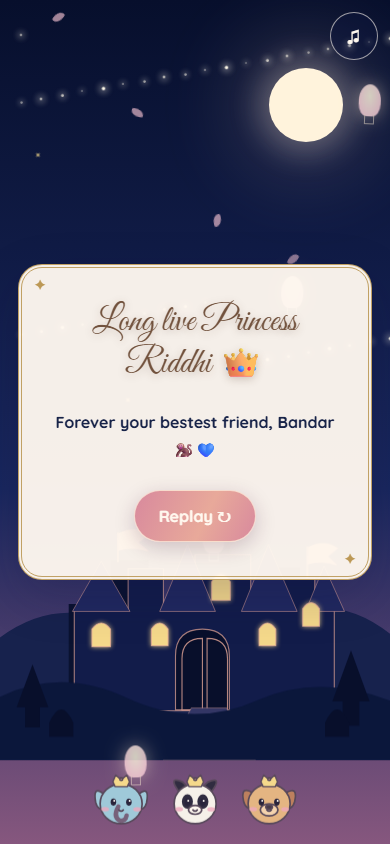 Long live Princess
Riddhi 👑
Forever your bestest friend, Bandar
🐒 💙
Replay ↻